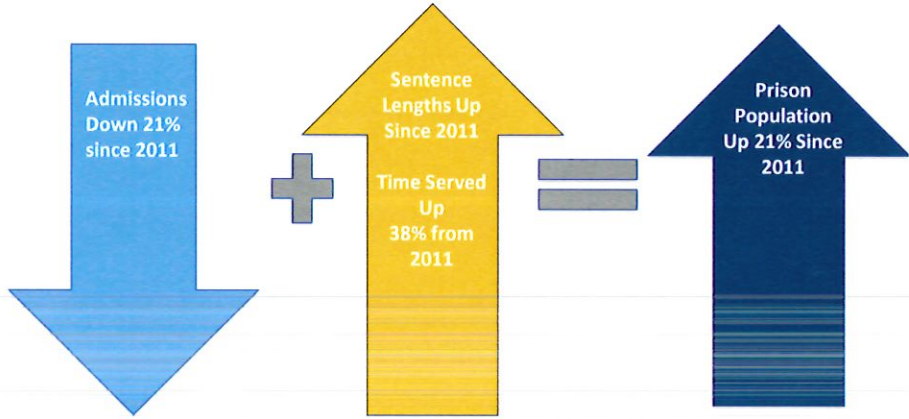 Admissions
Down 21%
since 2011
Sentence
Lengths Up
Since 2011
Time Served
Up
38% from
2011
Prison
Population
Up 21% Since
2011